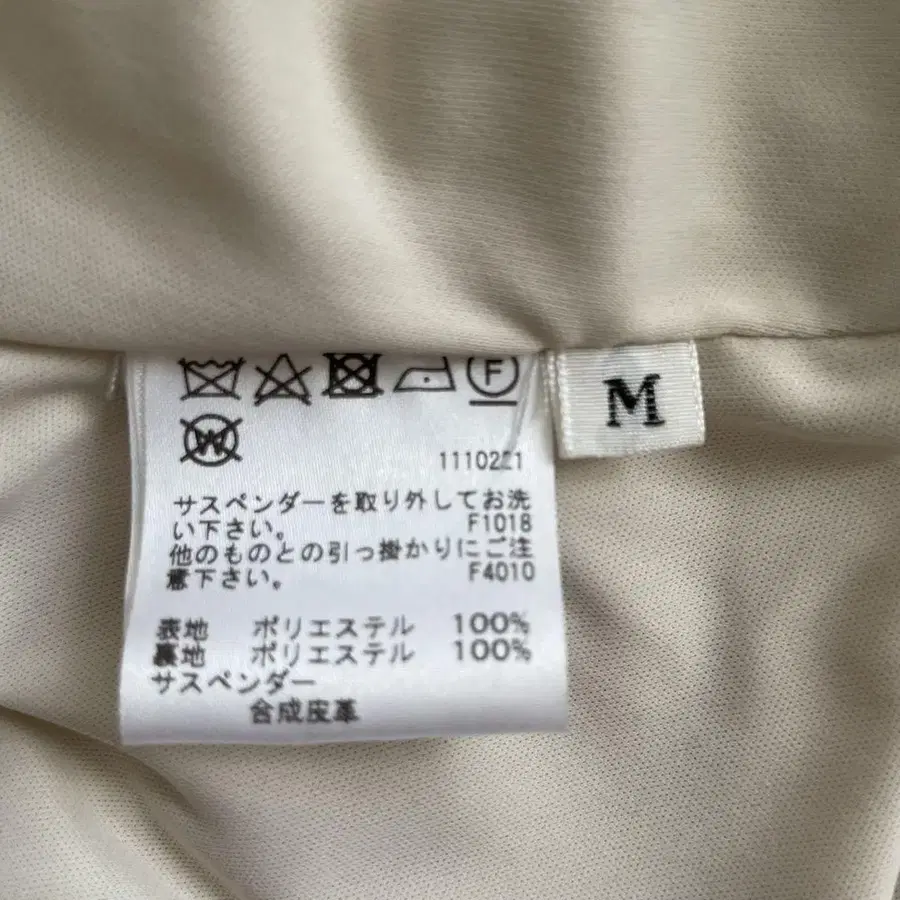 F
W
M
1110221
サスペンダーを取り外してお洗
い下さい。 F1018
他のものとの引っ掛かりにご注
意下さい。 F4010
表地 ポリエステル 100%
裏地 ポリエステル 100%
サスペンダー
合成皮革